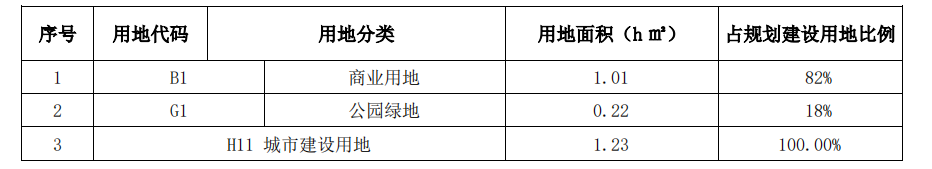 序号 用地代码 用地分类 用地面积（h㎡） 占规划建设用地比例
1 B1 商业用地 1.01 82%
2 G1 公园绿地 0.22 18%
3 H11 城市建设用地 1.23 100.00%